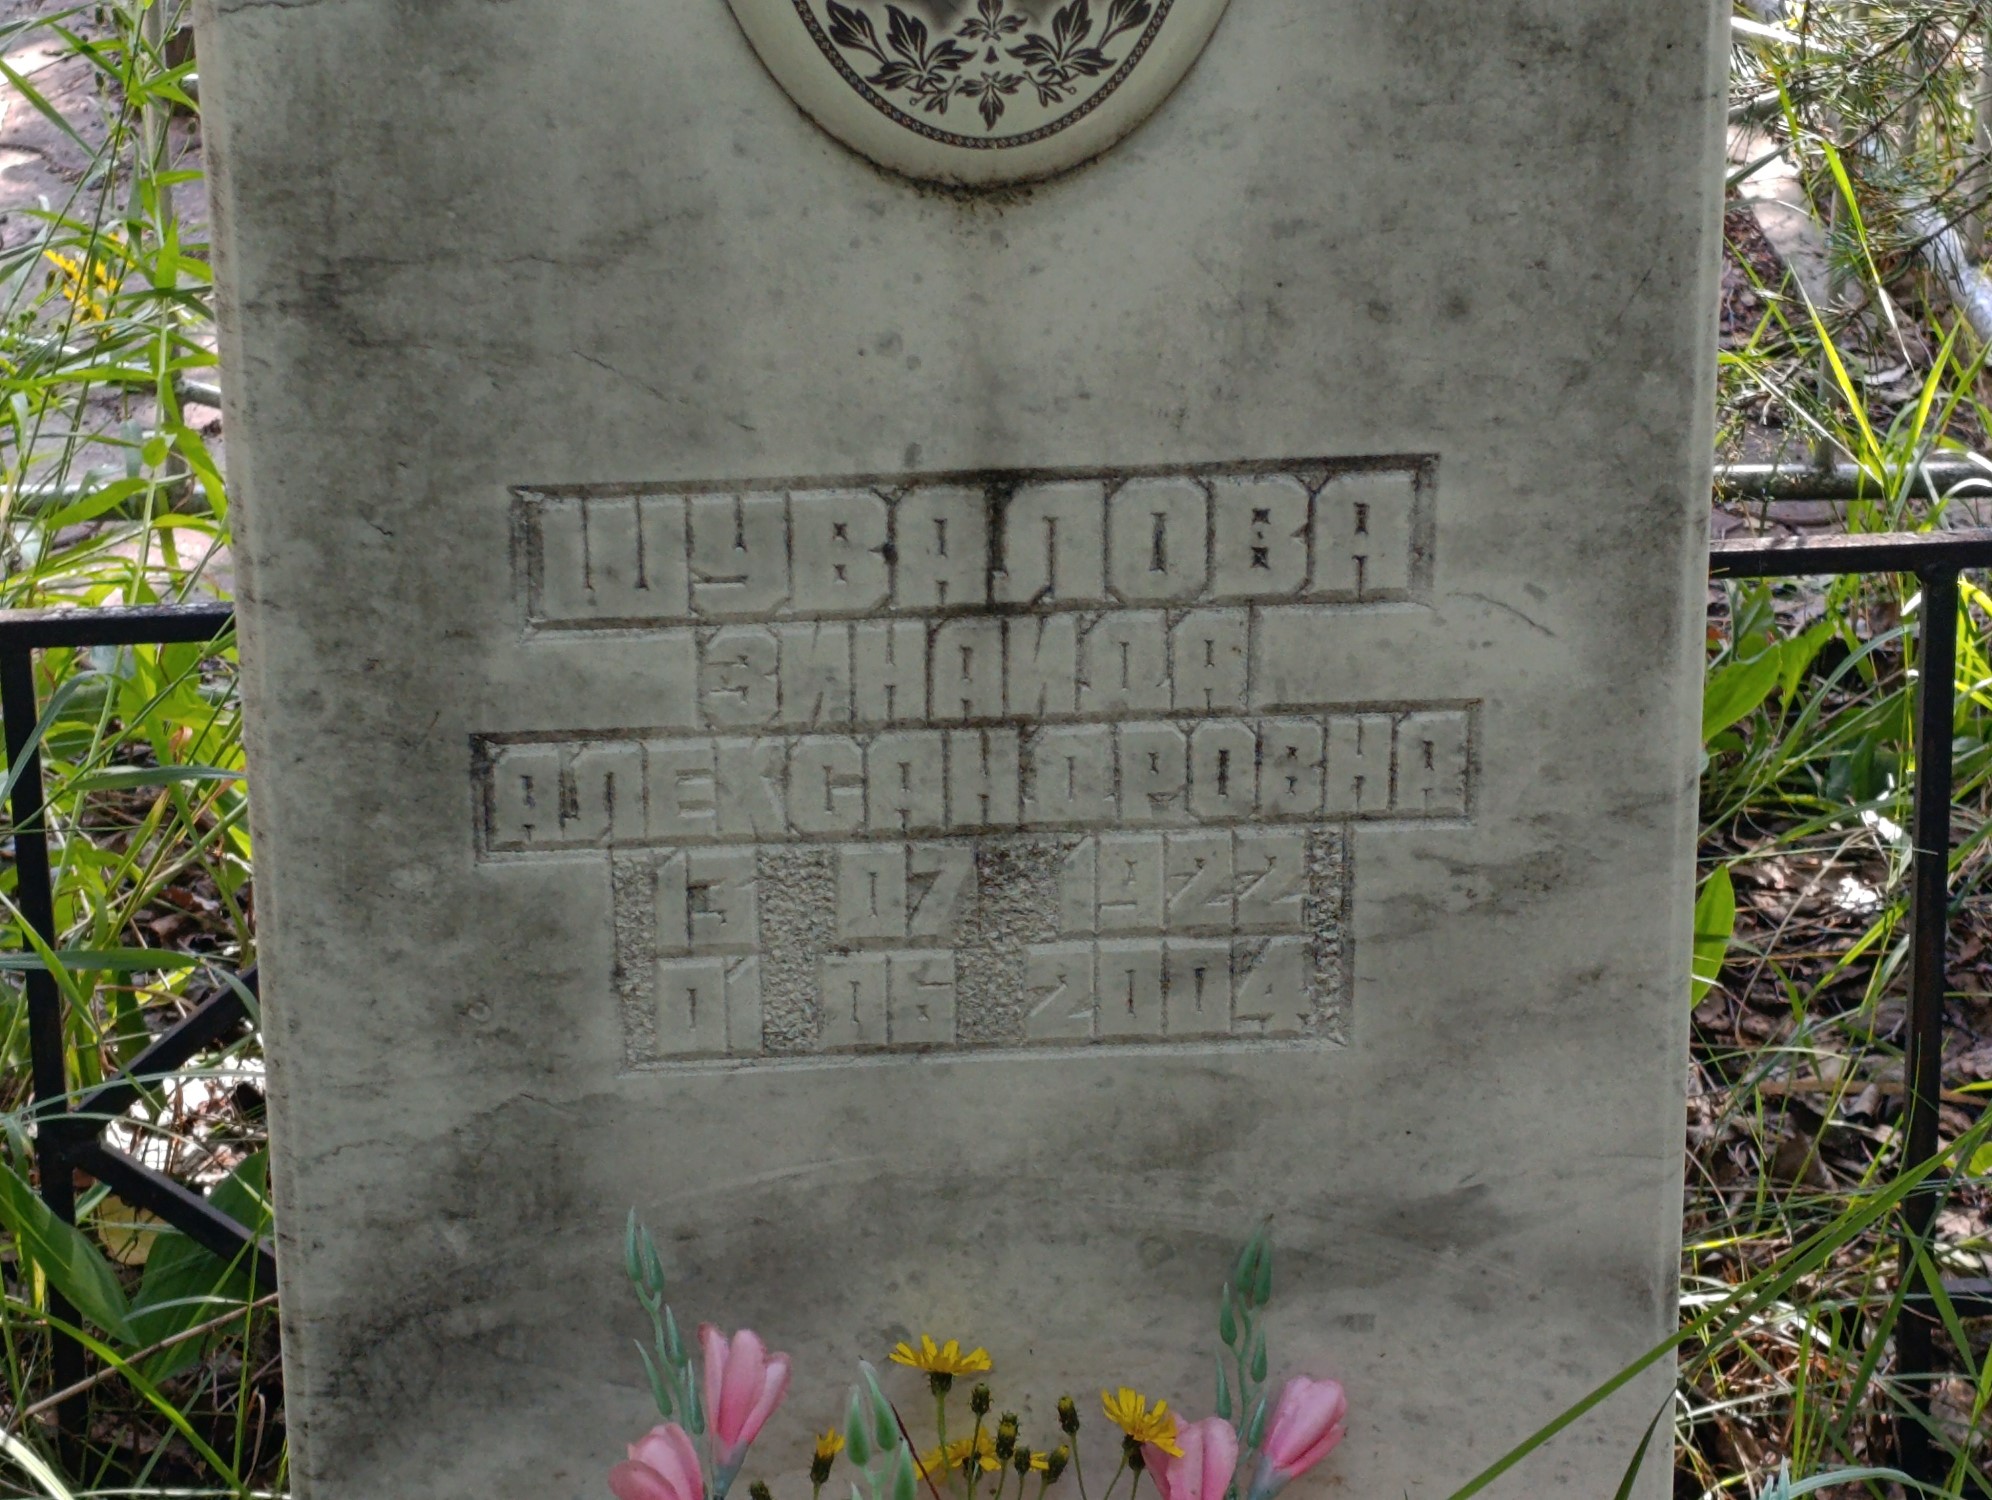 ШУВАЛОВА
ЗИНАИДА
АЛЕКСАНДРОВНА
13 07 1922
01 06 2004